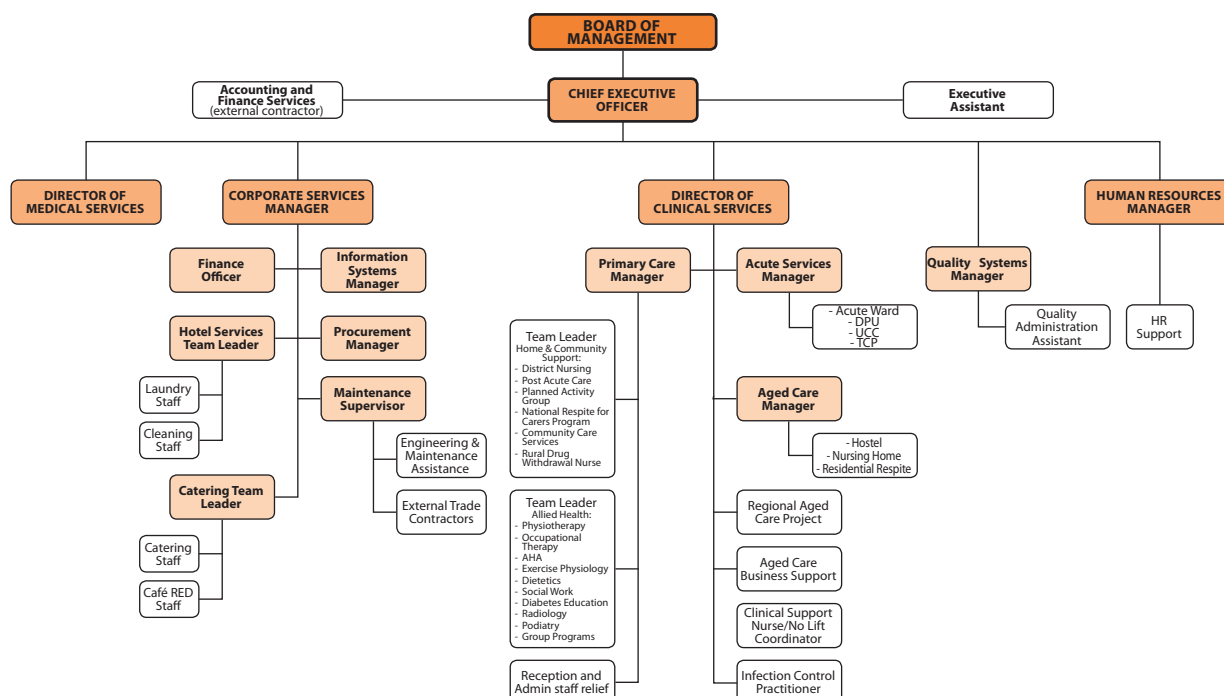 BOARD OF
MANAGEMENT
Accounting and
Finance Services
(external contractor)
CHIEF EXECUTIVE
OFFICER
Executive
Assistant
DIRECTOR OF
MEDICAL SERVICES
CORPORATE SERVICES
MANAGER
DIRECTOR OF
CLINICAL SERVICES
HUMAN RESOURCES
MANAGER
Finance
Officer
Information
Systems
Manager
Primary Care
Manager
Acute Services
Manager
Quality Systems
Manager
Hotel Services
Team Leader
Procurement
Manager
Team Leader
Home & Community
Support:
- District Nursing
- Post Acute Care
- Planned Activity
Group
- National Respite for
Carers Program
- Community Care
Services
- Rural Drug
Withdrawal Nurse
- Acute Ward
- DPU
- UCC
- TCP
Quality
Administration
Assistant
HR
Support
Laundry
Staff
Cleaning
Staff
Maintenance
Supervisor
Aged Care
Manager
Engineering &
Maintenance
Assistance
- Hostel
- Nursing Home
- Residential Respite
Catering Team
Leader
External Trade
Contractors
Team Leader
Allied Health:
- Physiotherapy
- Occupational
Therapy
- AHA
- Exercise Physiology
- Dietetics
- Social Work
- Diabetes Education
- Radiology
- Podiatry
- Group Programs
Regional Aged
Care Project
Catering
Staff
Café RED
Staff
Aged Care
Business Support
Clinical Support
Nurse/No Lift
Coordinator
Reception and
Admin staff relief
Infection Control
Practitioner